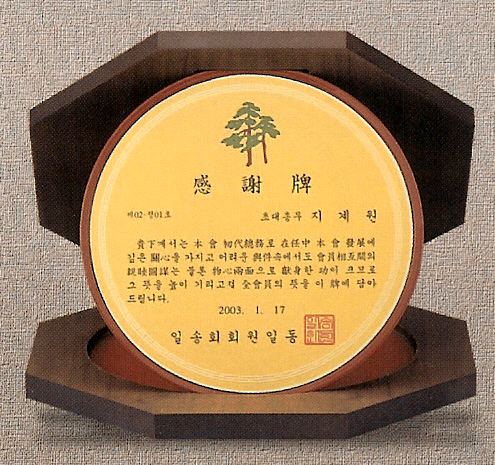 感謝牌
제02-평01호 초대총무 지계원
貴下께서는 本會 初代總務로 在任中 本會 發展에
깊은 關心을 가지고 어려운 與件속에서도 會員相互間의
親睦圖謀는 물론 物心兩面으로 献身한 功이 크므로
그 뜻을 높이 기리고저 全會員의 뜻을 이 牌에 담아
드립니다.
2003. 1. 17
일송회회원일동